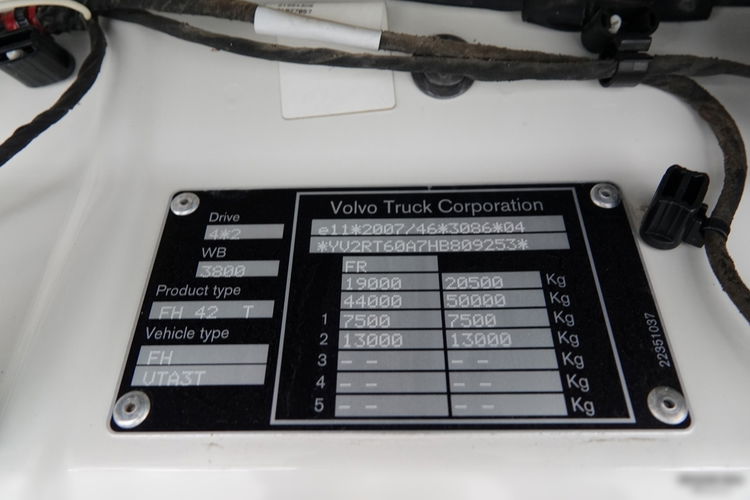 Volvo Truck Corporation
e11*2007/46*3086*04
*YV2RT60A7HB809253*
Drive
4*2
WB
3800
Product type
FH 42 T
Vehicle type
FH
VTA3T
FR
19000 20500 Kg
44000 50000 Kg
1 7500 7500 Kg
2 13000 13000 Kg
3 - - - - Kg
4 - - - - Kg
5 - - - - Kg
22351037